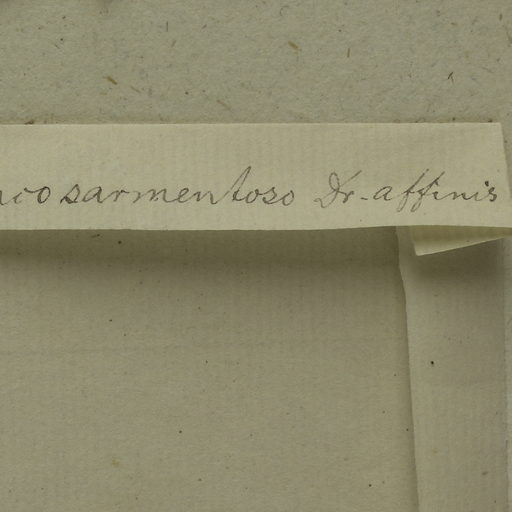 sarmentoso Dr. affinis